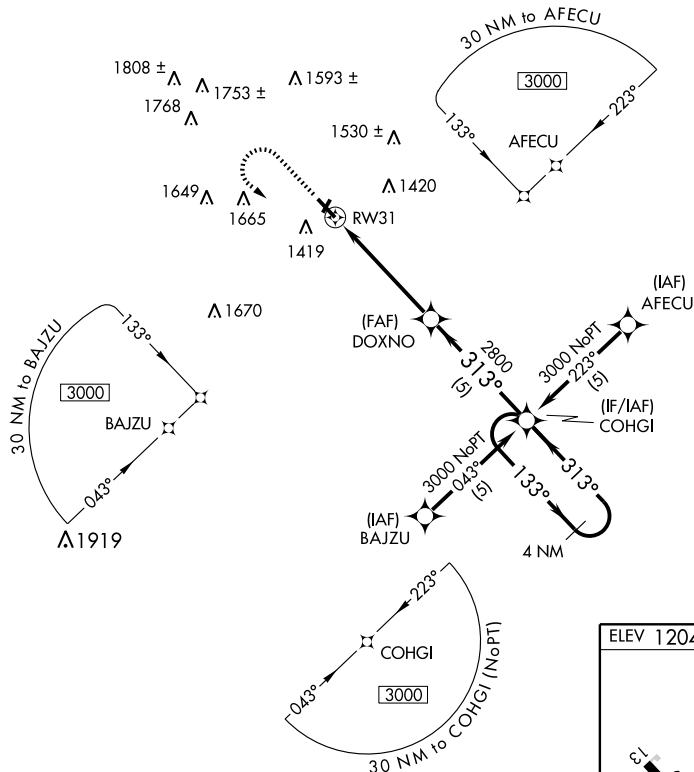 30 NM to AFECU
3000
133°
223°
AFECU
1808 ±
1753 ±
1593 ±
1768
1530 ±
1649
1665
1420
RW31
1419
1670
(IAF)
AFECU
(FAF)
DOXNO
2800
313°
(5)
3000 NoPT
223°
(5)
(IF/IAF)
COHGI
30 NM to BAJZU
133°
3000
BAJZU
043°
1919
3000 NoPT
043°
(5)
133°
313°
(IAF)
BAJZU
4 NM
223°
COHGI
043°
3000
30 NM to COHGI (NoPT)
ELEV 1204
13